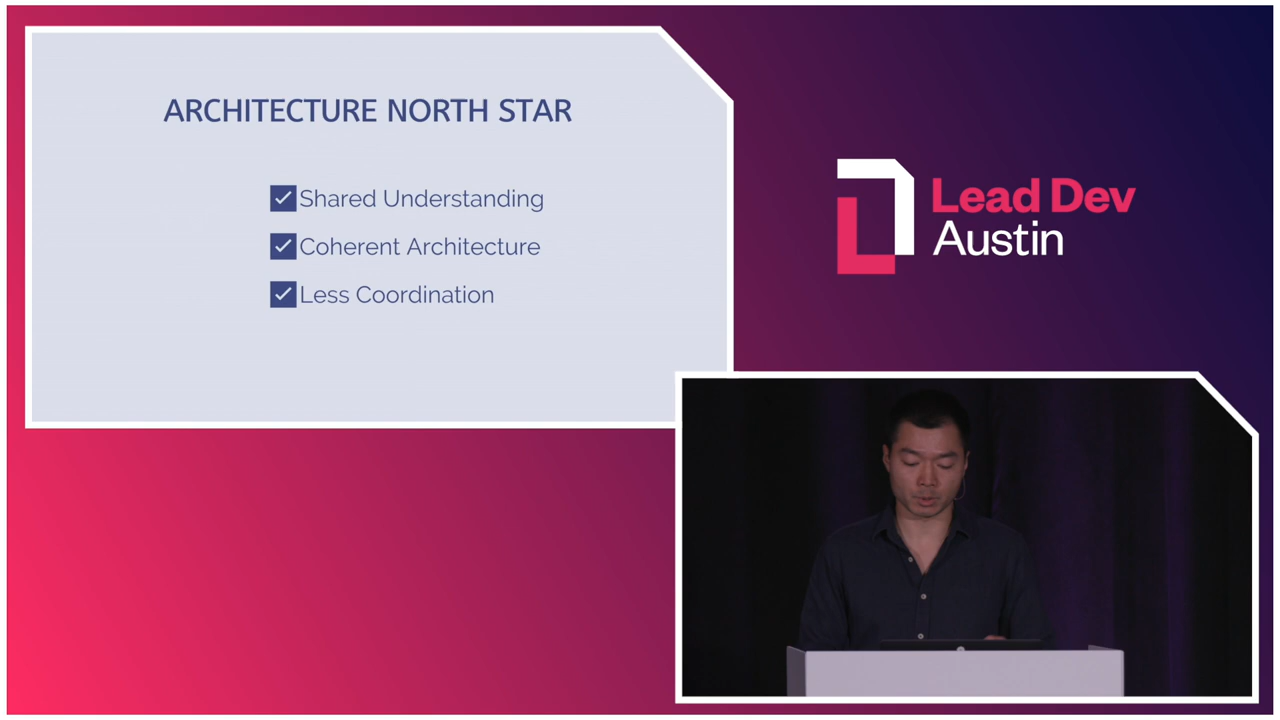 ARCHITECTURE NORTH STAR
Shared Understanding
Coherent Architecture
Less Coordination
Lead Dev
Austin